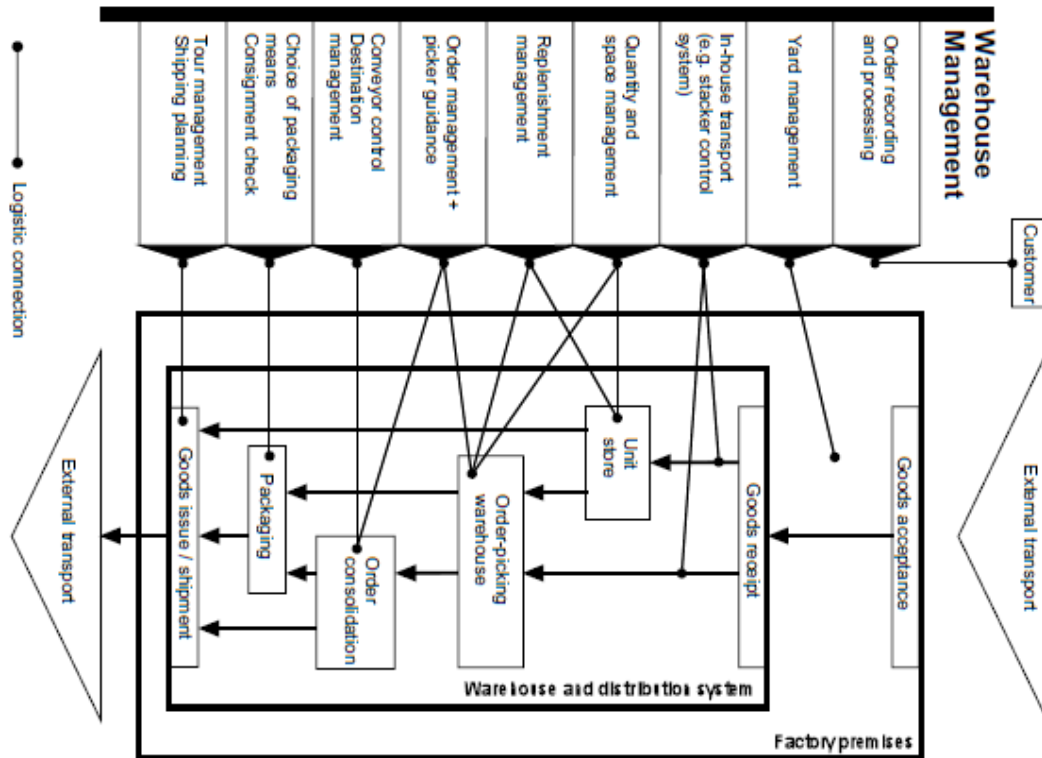 Warehouse
Management
Customer
Order recording
and processing
Yard management
In-house transport
(e.g. stacker control
system)
Quantity and
space management
Replenishment
management
Order management +
picker guidance
Conveyor control
Destination
management
Choice of packaging
means
Consignment check
Tour management
Shipping planning
Logistic connection
External transport
Goods acceptance
Goods receipt
Unit
store
Order-picking
warehouse
Order
consolidation
Packaging
Goods issue / shipment
External transport
Warehouse and distribution system
Factory premises